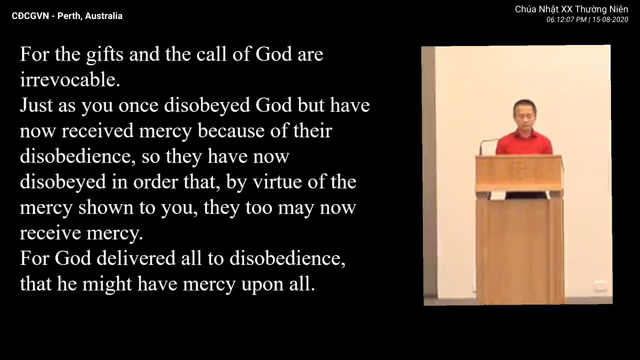 CĐCGVN - Perth, Australia
Chúa Nhật XX Thường Niên
06:12:07 PM | 15-08-2020
For the gifts and the call of God are
irrevocable.
Just as you once disobeyed God but have
now received mercy because of their
disobedience, so they have now
disobeyed in order that, by virtue of the
mercy shown to you, they too may now
receive mercy.
For God delivered all to disobedience,
that he might have mercy upon all.